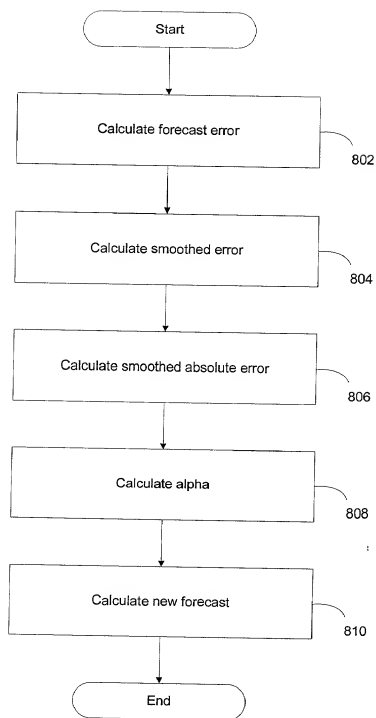 Start
Calculate forecast error
802
Calculate smoothed error
804
Calculate smoothed absolute error
806
Calculate alpha
808
Calculate new forecast
810
End